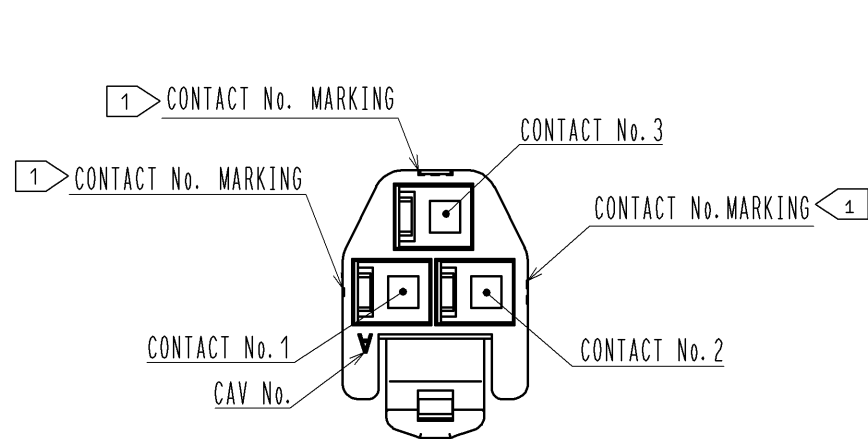 1 CONTACT No. MARKING
CONTACT No.3
1 CONTACT No. MARKING
CONTACT No.MARKING 1
CONTACT No.1
A
CONTACT No.2
CAV No.